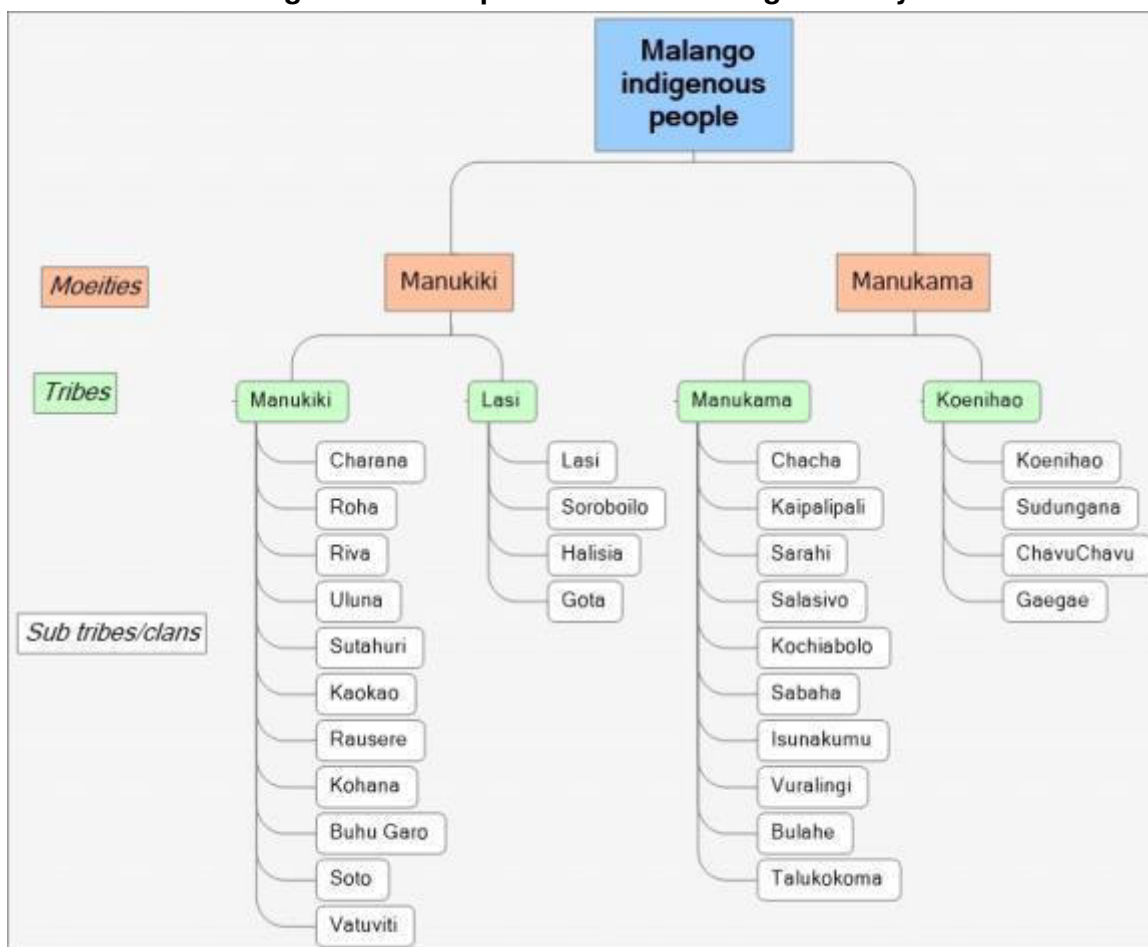 Malango
indigenous
people
Moeities
Manukiki
Manukama
Tribes
Manukiki
Lasi
Manukama
Koenihao
Sub tribes/clans
Charana
Roha
Riva
Uluna
Sutahuri
Kaokao
Rausere
Kohana
Buhu Garo
Soto
Vatuviti
Lasi
Soroboilo
Halisia
Gota
Chacha
Kaipalipali
Sarahi
Salasivo
Kochiabolo
Sabaha
Isunakumu
Vuralingi
Bulahe
Talukokoma
Koenihao
Sudungana
ChavuChavu
Gaegae